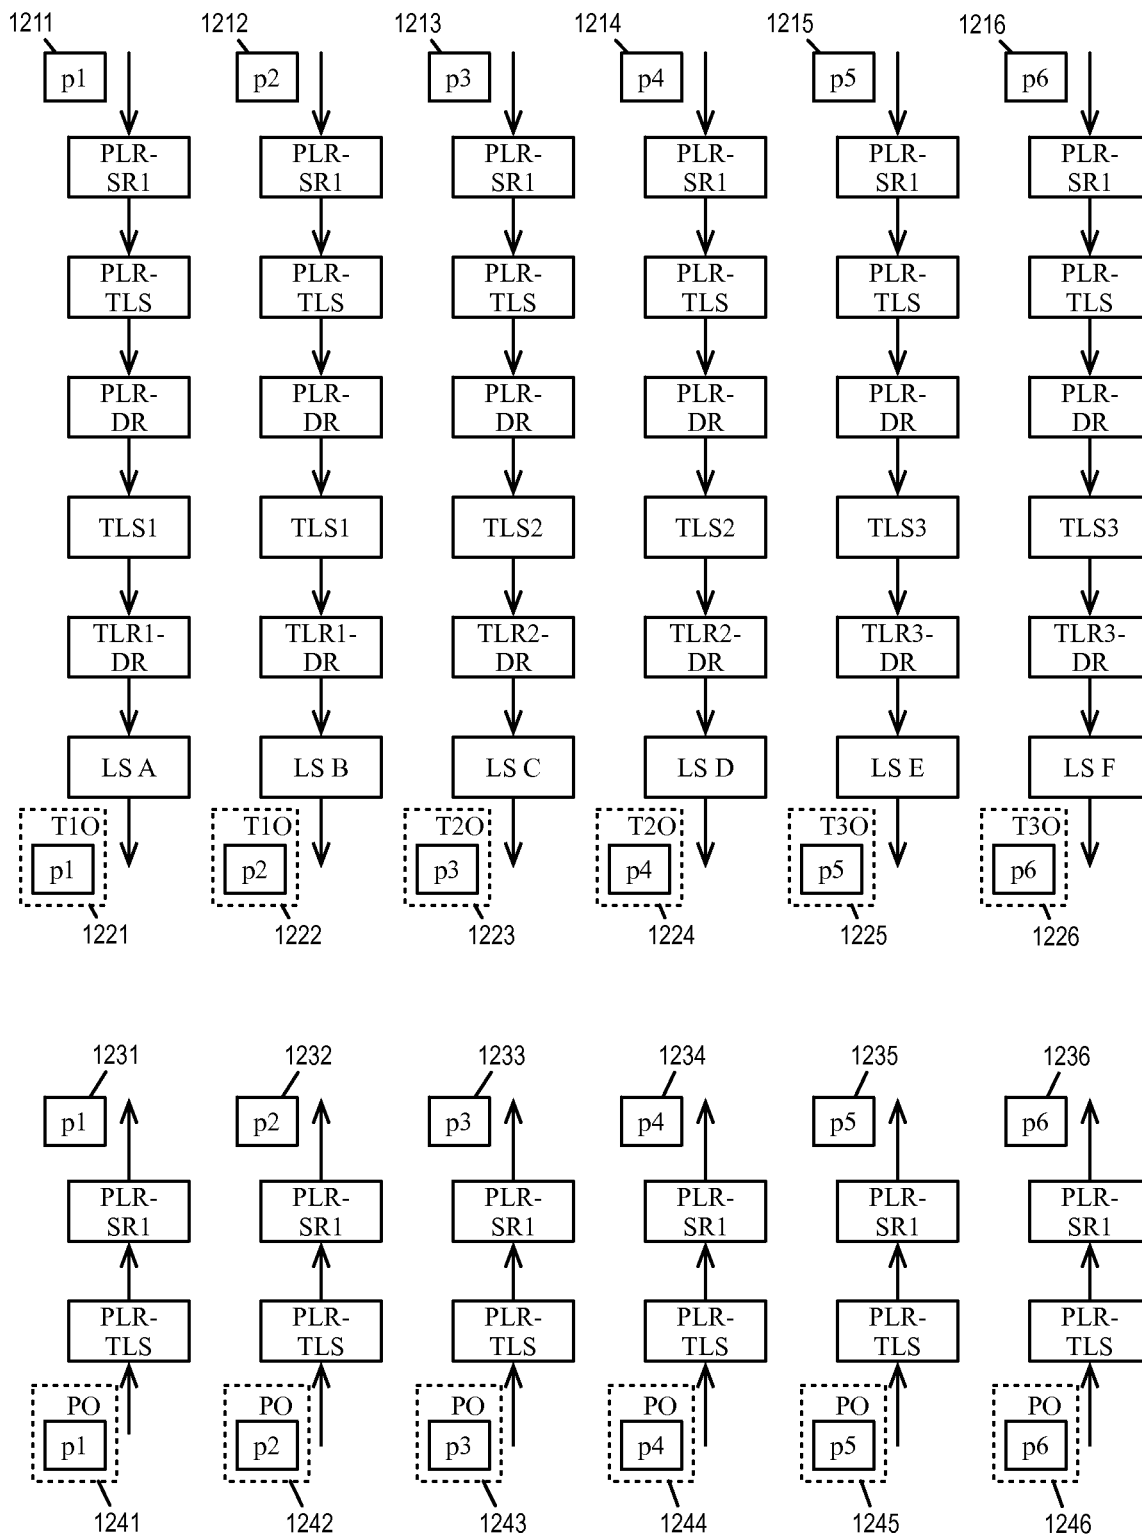 1211 1212 1213 1214 1215 1216
p1 p2 p3 p4 p5 p6
PLR- PLR- PLR- PLR- PLR- PLR-
SR1 SR1 SR1 SR1 SR1 SR1
PLR- PLR- PLR- PLR- PLR- PLR-
TLS TLS TLS TLS TLS TLS
PLR- PLR- PLR- PLR- PLR- PLR-
DR DR DR DR DR DR
TLS1 TLS1 TLS2 TLS2 TLS3 TLS3
TLR1- TLR1- TLR2- TLR2- TLR3- TLR3-
DR DR DR DR DR DR
LS A LS B LS C LS D LS E LS F
T1O T1O T2O T2O T3O T3O
p1 p2 p3 p4 p5 p6
1221 1222 1223 1224 1225 1226
1231 1232 1233 1234 1235 1236
p1 p2 p3 p4 p5 p6
PLR- PLR- PLR- PLR- PLR- PLR-
SR1 SR1 SR1 SR1 SR1 SR1
PLR- PLR- PLR- PLR- PLR- PLR-
TLS TLS TLS TLS TLS TLS
PO PO PO PO PO PO
p1 p2 p3 p4 p5 p6
1241 1242 1243 1244 1245 1246